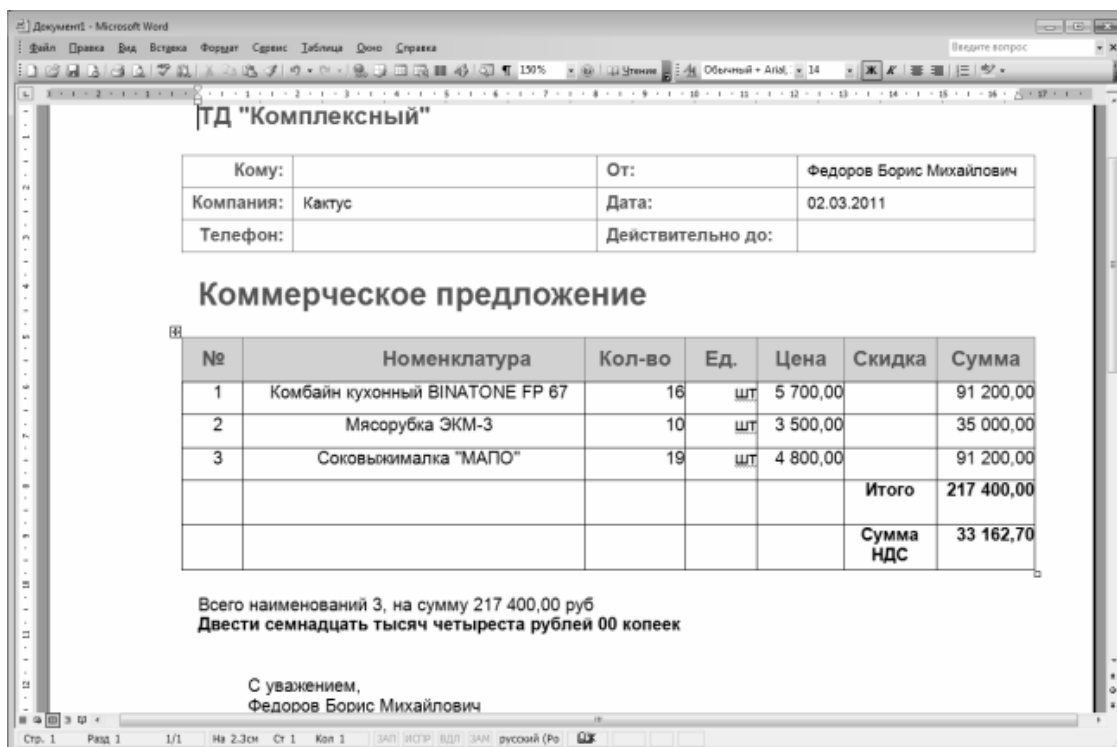 Документ1 - Microsoft Word
Файл Правка Вид Вставка Формат Сервис Таблица Окно Справка Введите вопрос
150% Чтение Обычный + Arial, 14 Ж К
ТД "Комплексный"
Кому: От: Федоров Борис Михайлович
Компания: Кактус Дата: 02.03.2011
Телефон: Действительно до:
Коммерческое предложение
№ Номенклатура Кол-во Ед. Цена Скидка Сумма
1 Комбайн кухонный BINATONE FP 67 16 шт 5 700,00 91 200,00
2 Мясорубка ЭКМ-3 10 шт 3 500,00 35 000,00
3 Соковыжималка "МАПО" 19 шт 4 800,00 91 200,00
Итого 217 400,00
Сумма 33 162,70
НДС
Всего наименований 3, на сумму 217 400,00 руб
Двести семнадцать тысяч четыреста рублей 00 копеек
С уважением,
Федоров Борис Михайлович
Стр. 1 Разд 1 1/1 На 2.3см Ст 1 Кол 1 ЗАП ИСПР ВДЛ ЗАМ русский (Ро